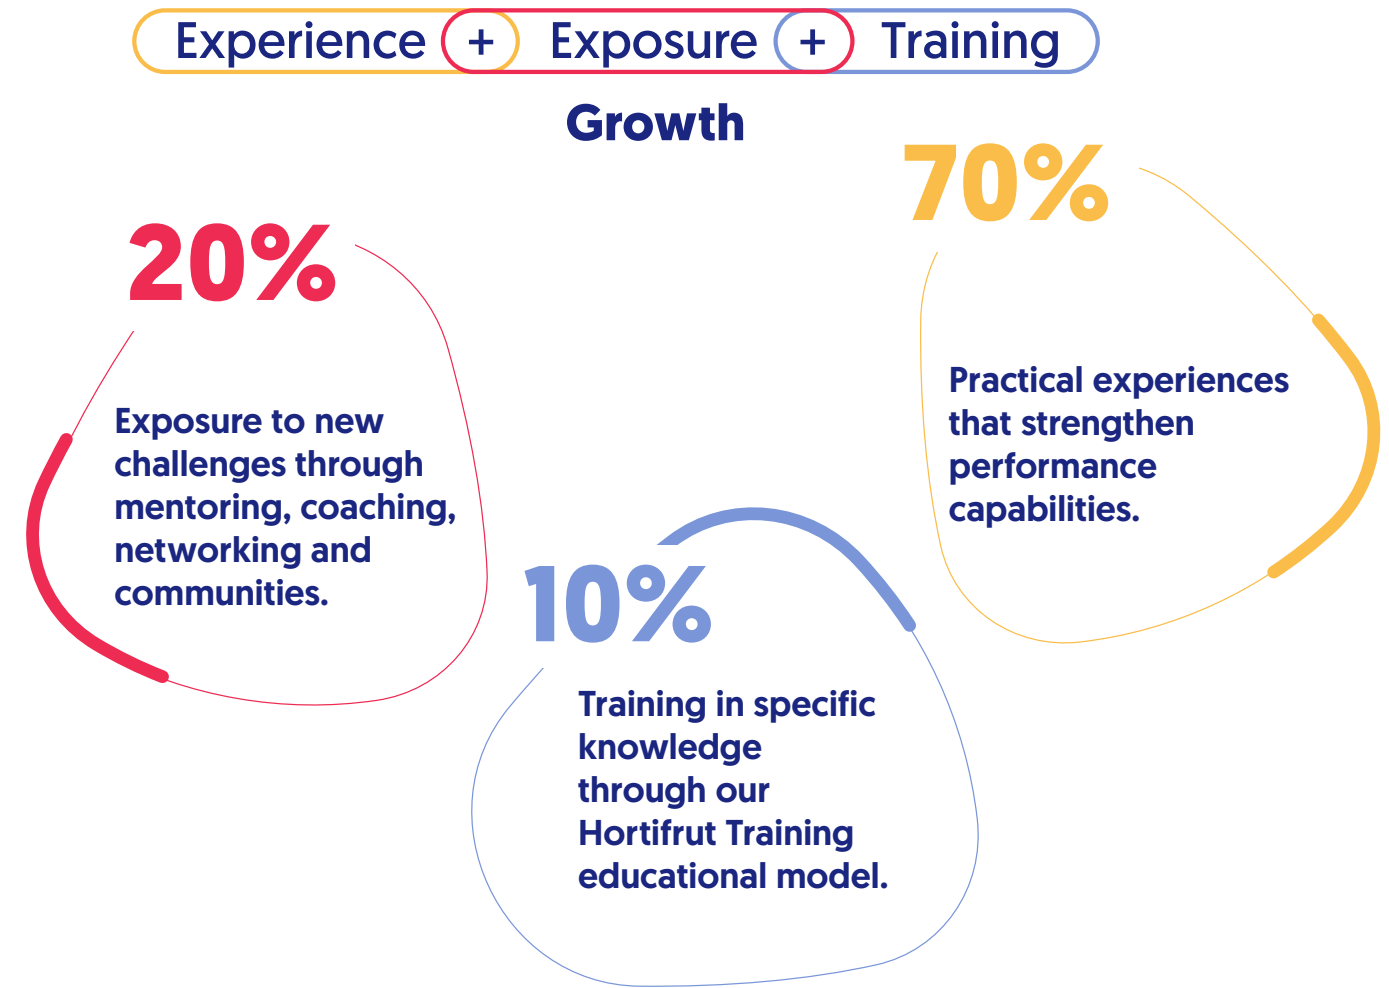 Experience + Exposure + Training
Growth
70%
Practical experiences
that strengthen
performance
capabilities.
20%
Exposure to new
challenges through
mentoring, coaching,
networking and
communities.
10%
Training in specific
knowledge
through our
Hortifrut Training
educational model.